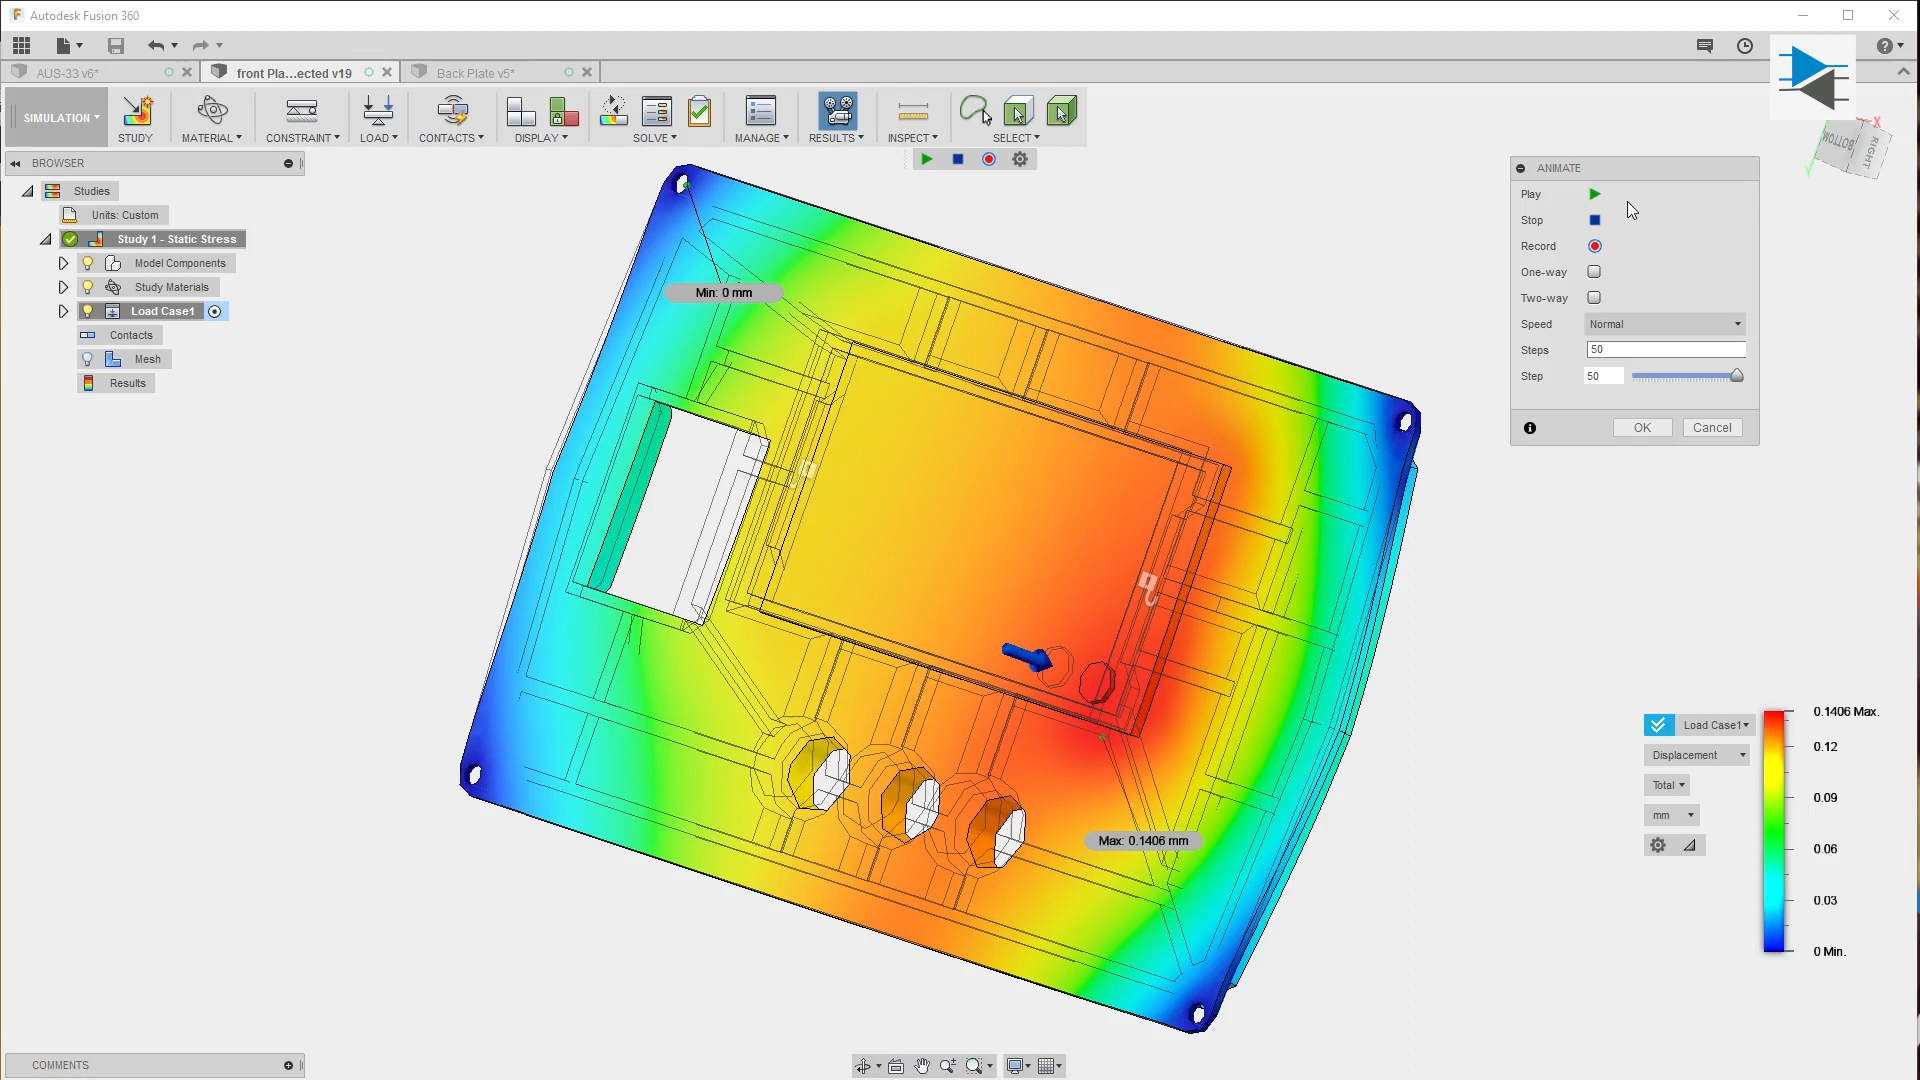 Autodesk Fusion 360
AUS-33 v6*
front Pla...ected v19
Back Plate v5*
SIMULATION
STUDY
MATERIAL
CONSTRAINT
LOAD
CONTACTS
DISPLAY
SOLVE
MANAGE
RESULTS
INSPECT
SELECT
BROWSER
Studies
Units: Custom
Study 1 - Static Stress
Model Components
Study Materials
Load Case1
Contacts
Mesh
Results
Min: 0 mm
Max: 0.1406 mm
X
BOTTOM
RIGHT
ANIMATE
Play
Stop
Record
One-way
Two-way
Speed Normal
Steps 50
Step 50
OK Cancel
Load Case1
Displacement
Total
mm
0.1406 Max.
0.12
0.09
0.06
0.03
0 Min.
COMMENTS